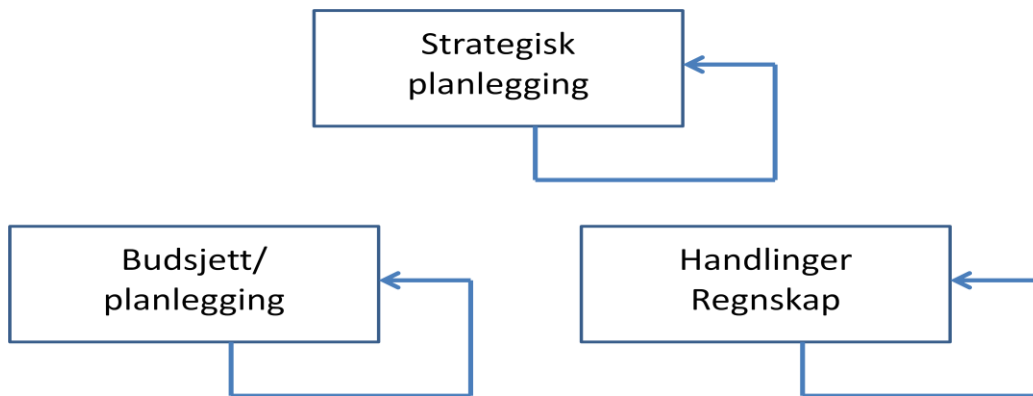 Strategisk
planlegging
Budsjett/
planlegging
Handlinger
Regnskap